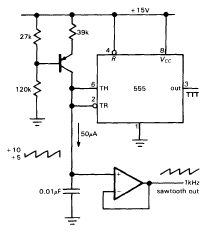 +15V
27k
39k
4
8
R
VCC
6
TH
555
out
3
120k
2
TR
1
50µA
+10
+5
0.01µF
+
−
1kHz
sawtooth out